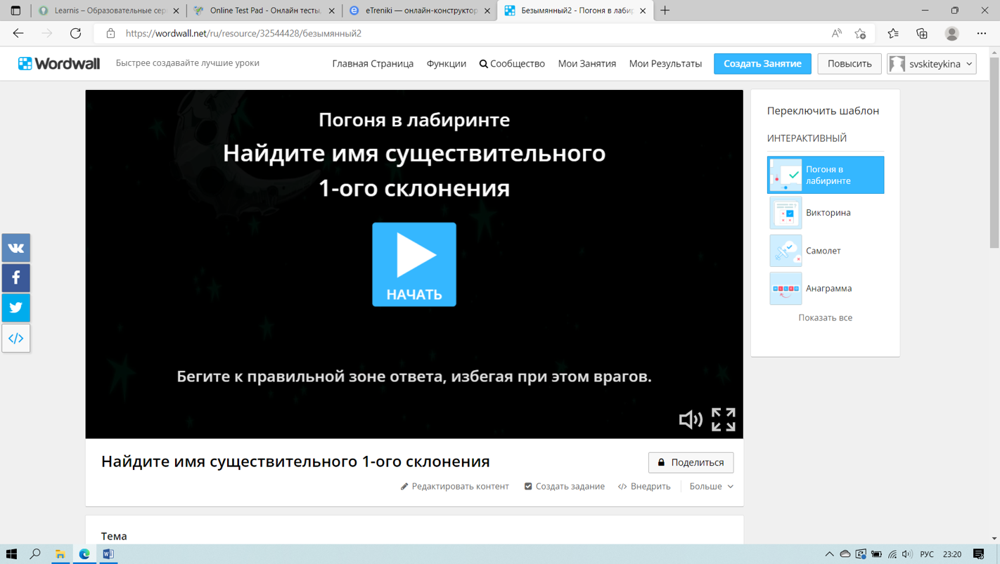 Learnis – Образовательные сер
Online Test Pad - Онлайн тесты,
eTreniki — онлайн-конструктор
Безымянный2 - Погоня в лабир
https://wordwall.net/ru/resource/32544428/безымянный2
Wordwall
Быстрее создавайте лучшие уроки
Главная Страница
Функции
Сообщество
Мои Занятия
Мои Результаты
Создать Занятие
Повысить
svskiteykina
Погоня в лабиринте
Найдите имя существительного
1-ого склонения
НАЧАТЬ
Бегите к правильной зоне ответа, избегая при этом врагов.
Переключить шаблон
ИНТЕРАКТИВНЫЙ
Погоня в
лабиринте
Викторина
Самолет
Анаграмма
Показать все
Найдите имя существительного 1-ого склонения
Поделиться
Редактировать контент
Создать задание
Внедрить
Больше
Тема
РУС
23:20